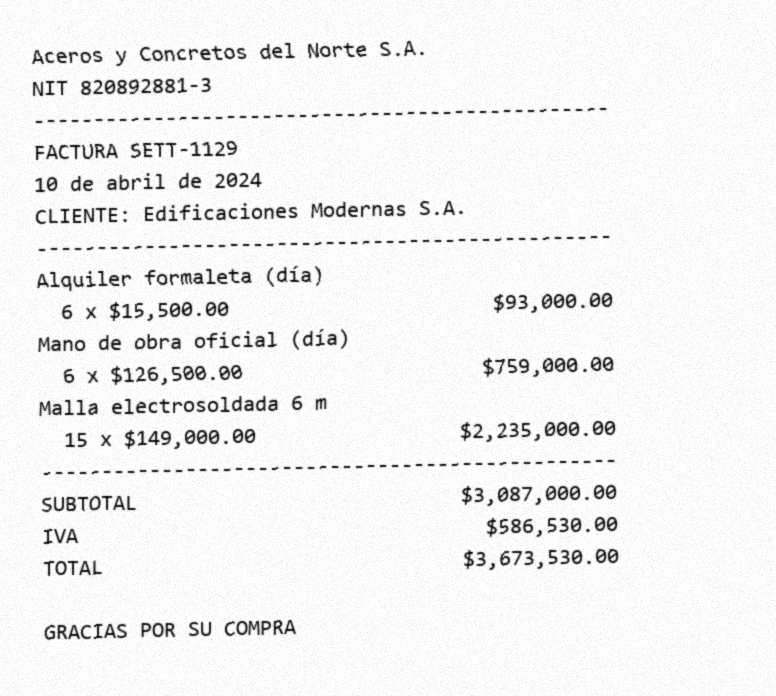 Aceros y Concretos del Norte S.A.
NIT 820892881-3
------------------------------------------------
FACTURA SETT-1129
10 de abril de 2024
CLIENTE: Edificaciones Modernas S.A.
------------------------------------------------
Alquiler formaleta (día)
6 x $15,500.00 $93,000.00
Mano de obra oficial (día)
6 x $126,500.00 $759,000.00
Malla electrosoldada 6 m
15 x $149,000.00 $2,235,000.00
------------------------------------------------
SUBTOTAL $3,087,000.00
IVA $586,530.00
TOTAL $3,673,530.00
GRACIAS POR SU COMPRA